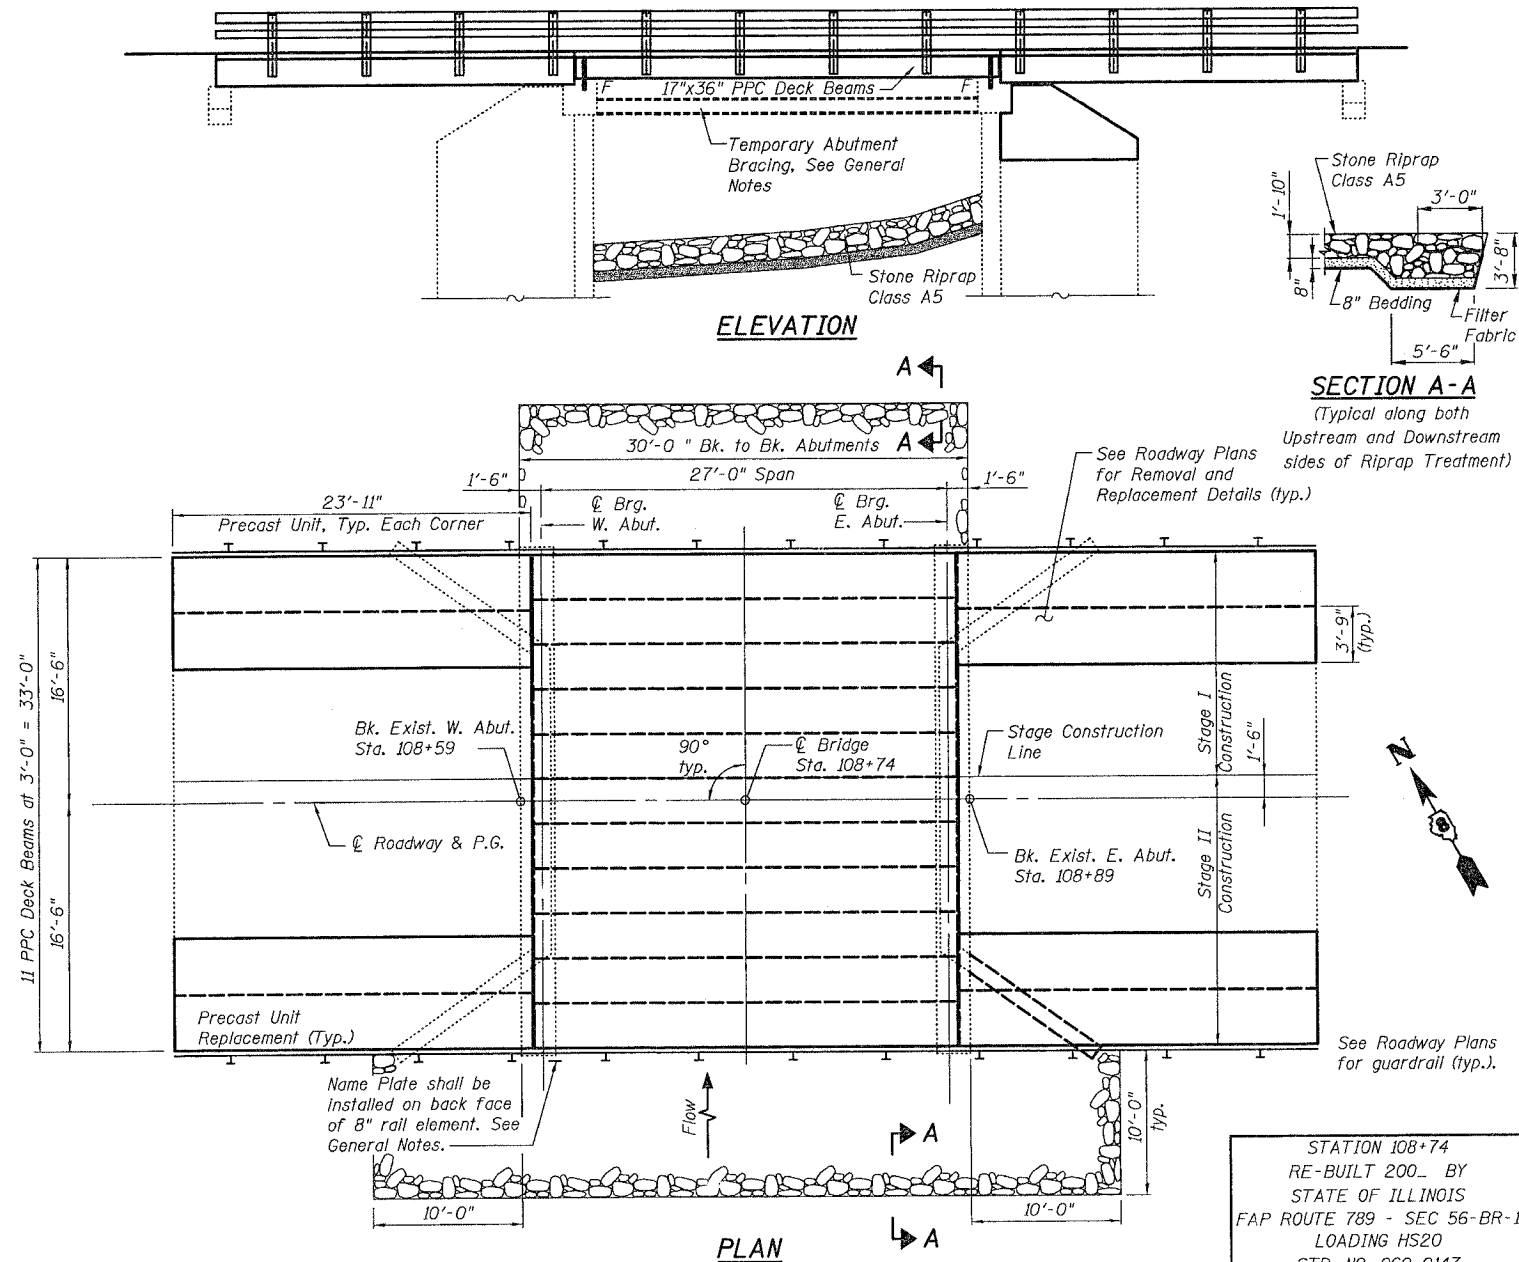 F
17"x36" PPC Deck Beams
F
Temporary Abutment
Bracing, See General
Notes
Stone Riprap
Class A5
ELEVATION
Stone Riprap
Class A5
3'-0"
1'-10"
8"
3'-8"
8" Bedding
Filter
Fabric
5'-6"
SECTION A-A
(Typical along both
Upstream and Downstream
sides of Riprap Treatment)
A
A
30'-0 " Bk. to Bk. Abutments
27'-0" Span
1'-6"
1'-6"
℄ Brg.
W. Abut.
℄ Brg.
E. Abut.
See Roadway Plans
for Removal and
Replacement Details (typ.)
23'-11"
Precast Unit, Typ. Each Corner
11 PPC Deck Beams at 3'-0" = 33'-0"
16'-6"
16'-6"
3'-9"
(typ.)
Bk. Exist. W. Abut.
Sta. 108+59
90°
typ.
℄ Bridge
Sta. 108+74
Stage Construction
Line
Stage I
Construction
1'-6"
Stage II
Construction
℄ Roadway & P.G.
Bk. Exist. E. Abut.
Sta. 108+89
N
Precast Unit
Replacement (Typ.)
See Roadway Plans
for guardrail (typ.).
Name Plate shall be
installed on back face
of 8" rail element. See
General Notes.
Flow
A
A
10'-0"
typ.
10'-0"
10'-0"
PLAN
STATION 108+74
RE-BUILT 200_ BY
STATE OF ILLINOIS
FAP ROUTE 789 - SEC 56-BR-1
LOADING HS20